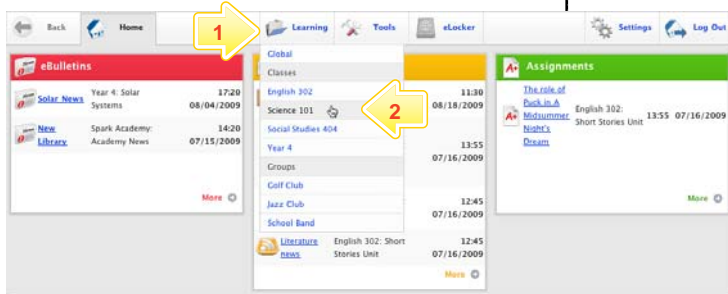 Back
Home
1
Learning
Tools
eLocker
Settings
Log Out
eBulletins
Solar News
Year 4: Solar Systems
17:20
08/04/2009
New Library
Spark Academy: Academy News
14:20
07/15/2009
More
Global
Classes
English 302
Science 101
2
Social Studies 404
Year 4
Groups
Golf Club
Jazz Club
School Band
11:30
08/18/2009
13:55
07/16/2009
12:45
07/16/2009
Literature news
English 302: Short Stories Unit
12:45
07/16/2009
More
A+ Assignments
A+
The role of
Puck in A
Midsummer
Night's
Dream
English 302:
Short Stories Unit
13:55 07/16/2009
More